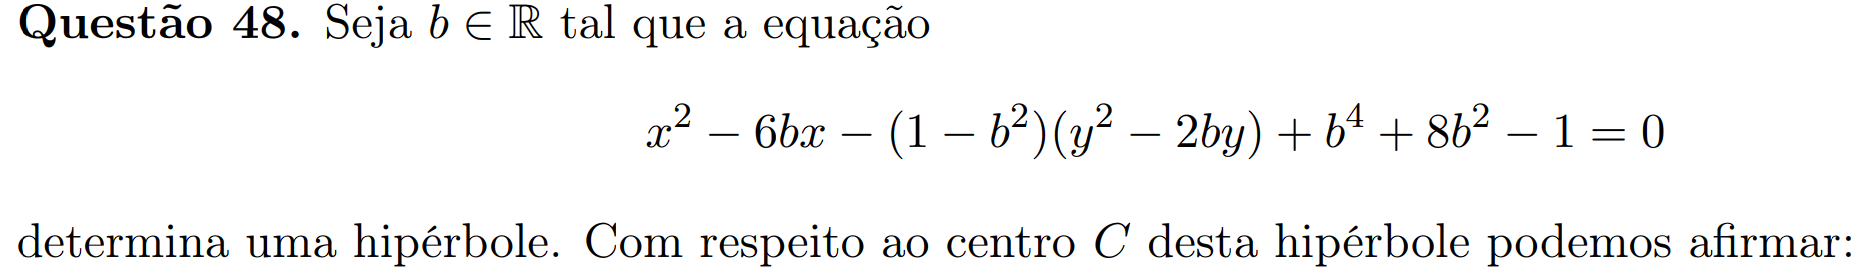 Questão 48. Seja b ∈ ℝ tal que a equação
x² − 6bx − (1 − b²)(y² − 2by) + b⁴ + 8b² − 1 = 0
determina uma hipérbole. Com respeito ao centro C desta hipérbole podemos afirmar: